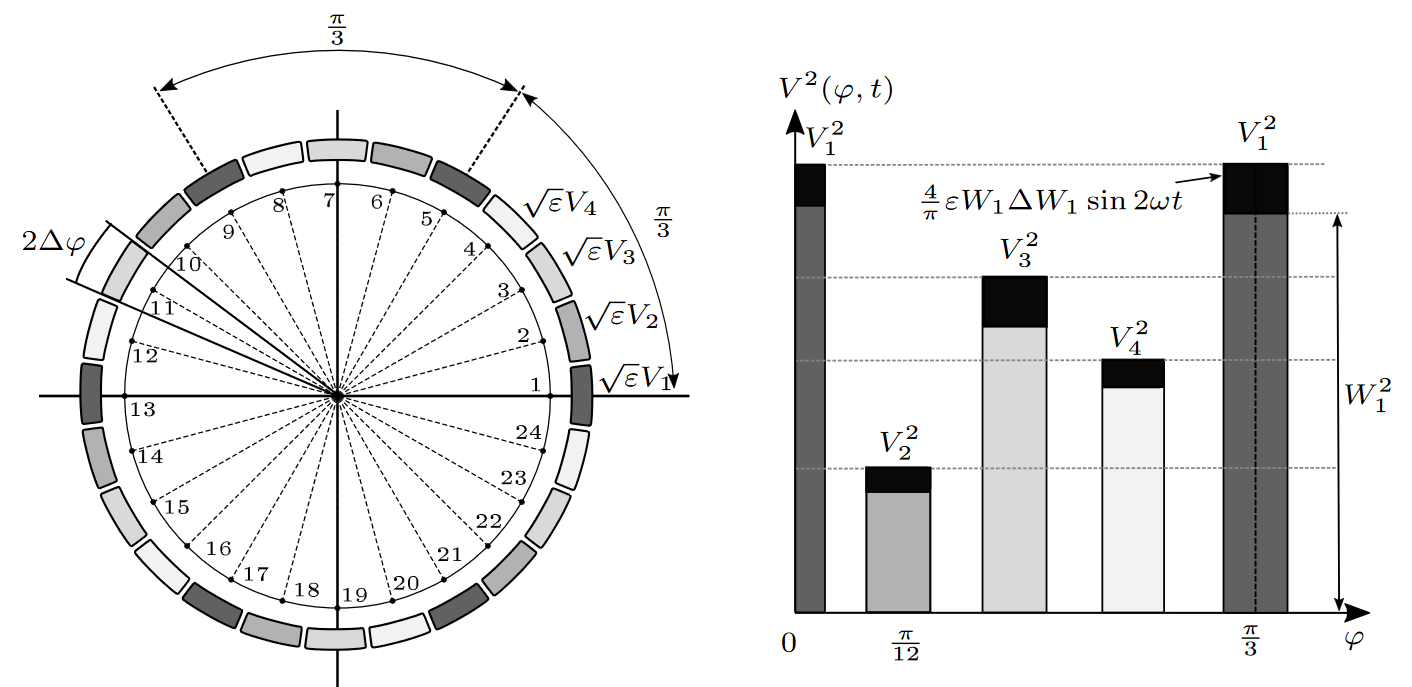 π/3
π/3
2Δφ
√εV₄
√εV₃
√εV₂
√εV₁
1
2
3
4
5
6
7
8
9
10
11
12
13
14
15
16
17
18
19
20
21
22
23
24
V²(φ, t)
V₁²
V₁²
4/π εW₁ΔW₁ sin 2ωt
V₃²
V₄²
V₂²
W₁²
0
π/12
π/3
φ